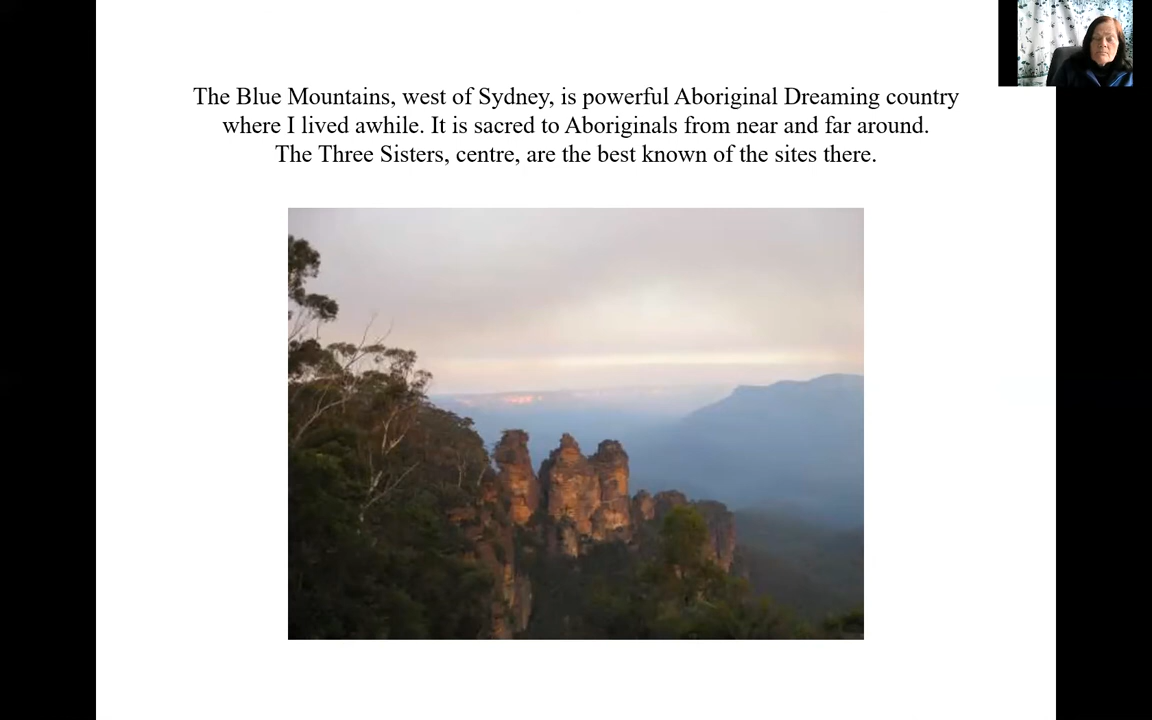 The Blue Mountains, west of Sydney, is powerful Aboriginal Dreaming country
where I lived awhile. It is sacred to Aboriginals from near and far around.
The Three Sisters, centre, are the best known of the sites there.